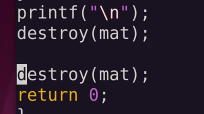 printf("\n");
destroy(mat);
destroy(mat);
return 0;
}